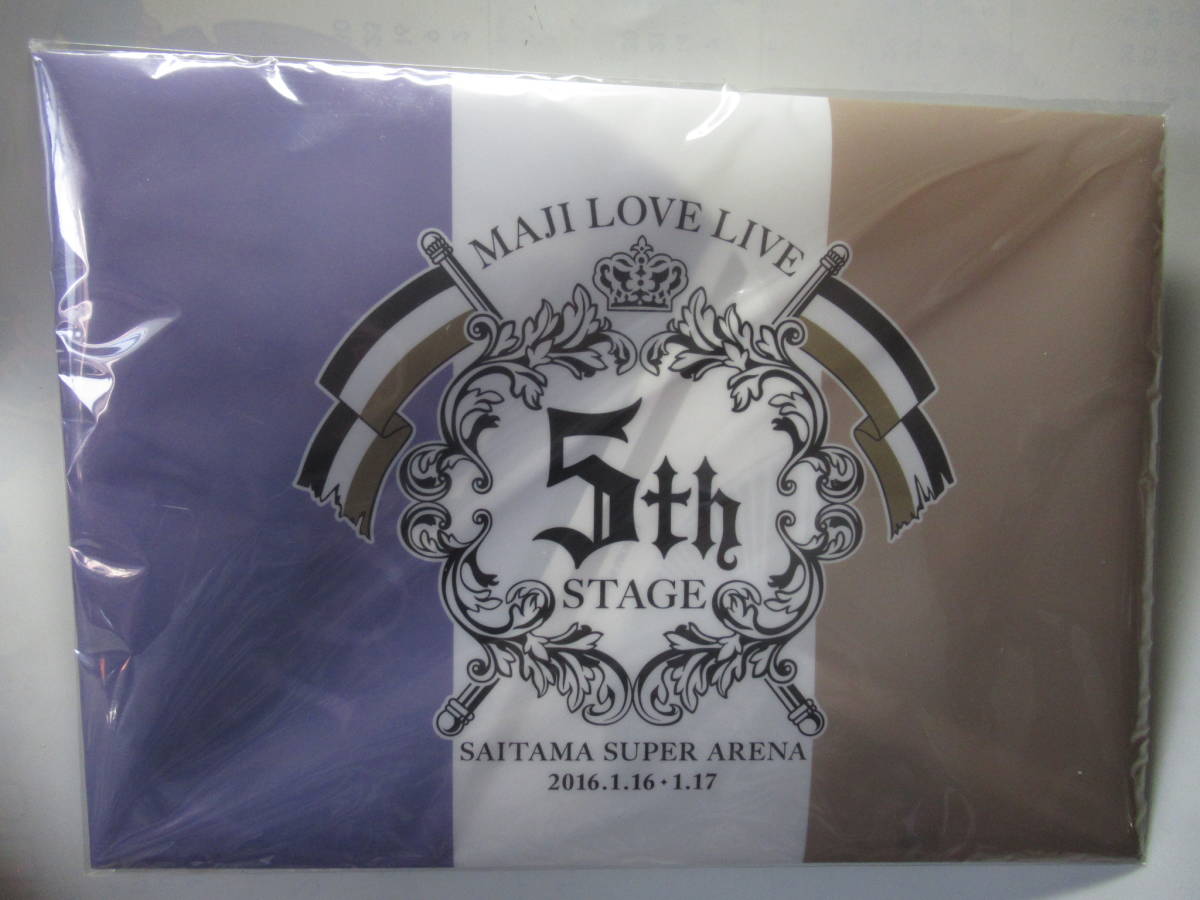 MAJI LOVE LIVE
5th
STAGE
SAITAMA SUPER ARENA
2016.1.16・1.17